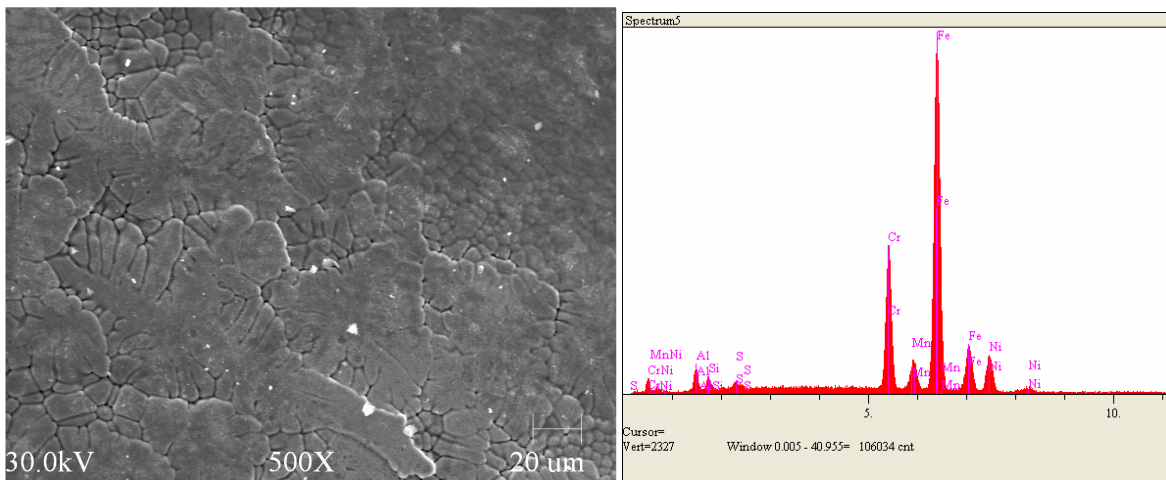 30.0kV 500X 20 um
Spectrum5
Fe
Fe
Cr
Cr
MnNi
CrNi
S
CrNi
Al
Al
Al
Si
Si
S
S
S
S
S
Mn
Mn
Mn
Mn
Fe
Fe
Ni
Ni
Ni
Ni
5.
10.
Cursor=
Vert=2327 Window 0.005 - 40.955= 106034 cnt